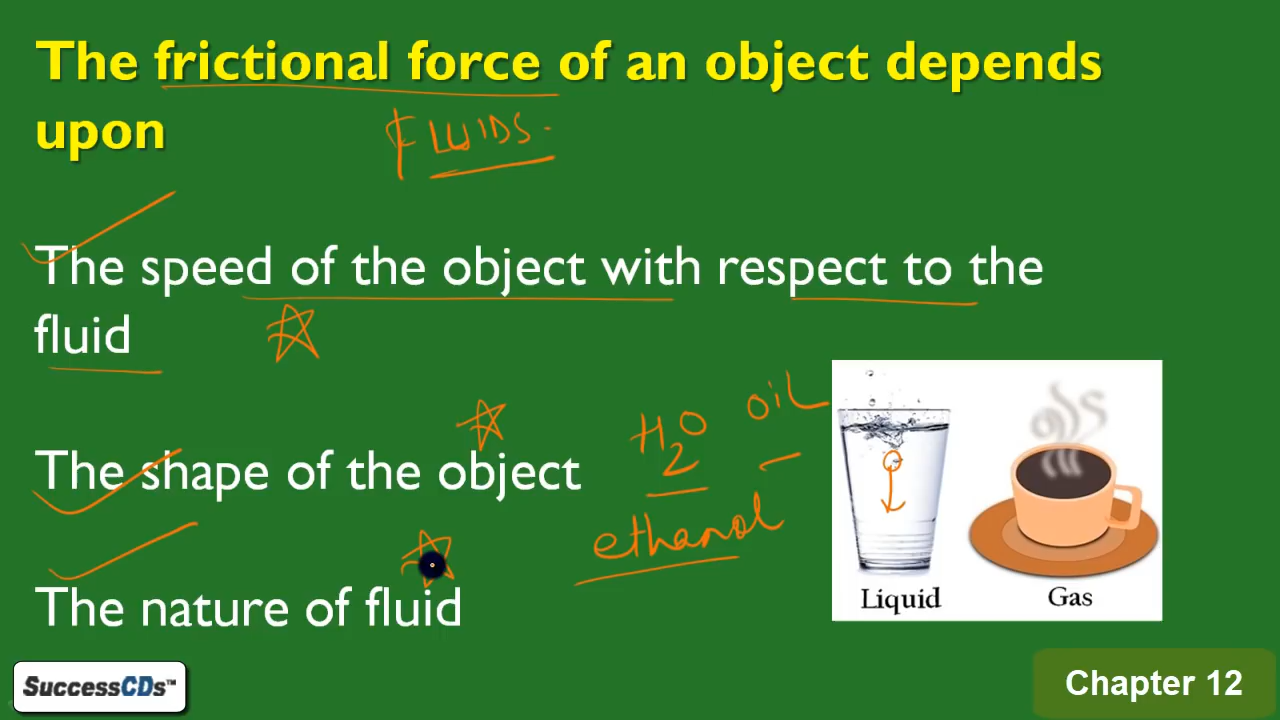 The frictional force of an object depends
upon
FLUIDS.
The speed of the object with respect to the
fluid
H2O oil
The shape of the object
ethanol
The nature of fluid
Liquid
Gas
SuccessCDs™
Chapter 12